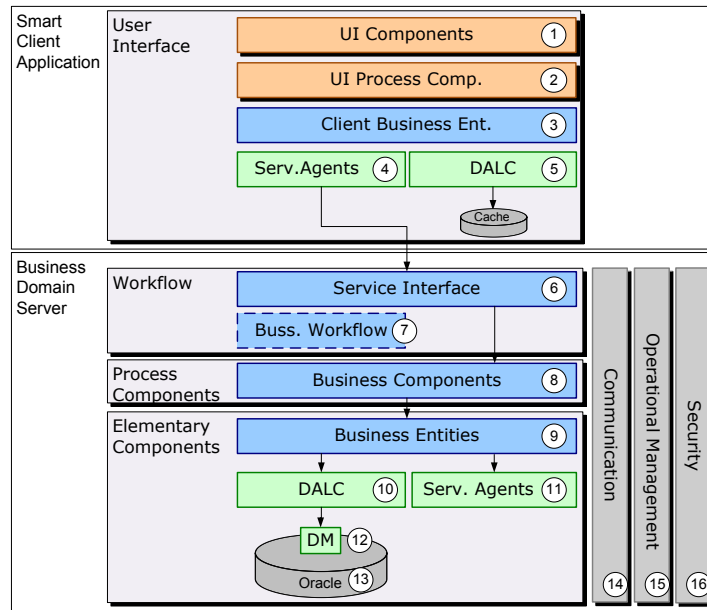 Smart
Client
Application
User
Interface
UI Components 1
UI Process Comp. 2
Client Business Ent. 3
Serv.Agents 4
DALC 5
Cache
Business
Domain
Server
Workflow
Service Interface 6
Buss. Workflow 7
Process
Components
Business Components 8
Elementary
Components
Business Entities 9
DALC 10
Serv. Agents 11
DM 12
Oracle 13
Communication 14
Operational Management 15
Security 16